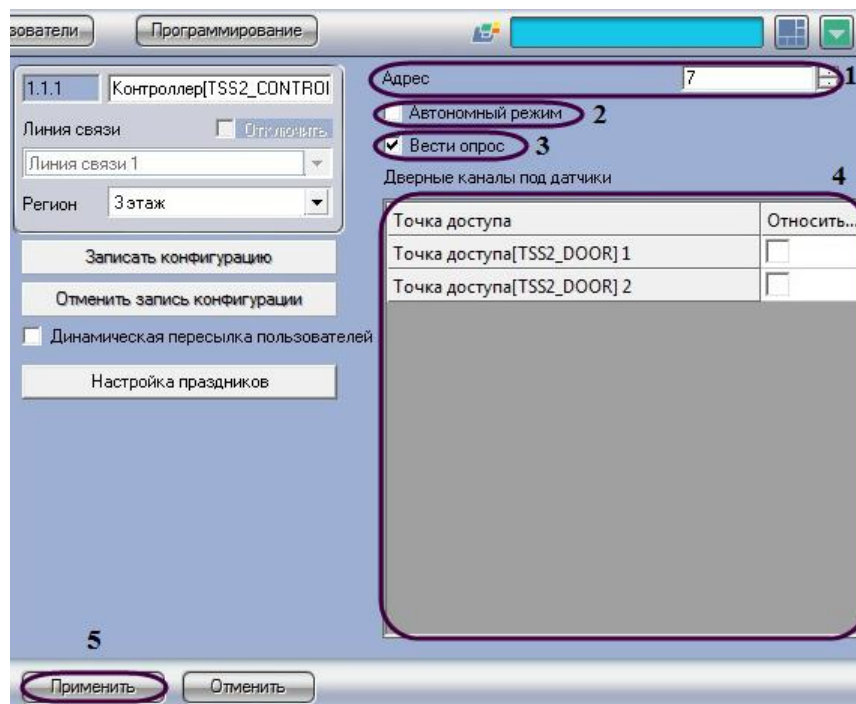 зователи
Программирование
1.1.1 Контроллер[TSS2_CONTROI
Линия связи Отключить
Линия связи 1
Регион 3 этаж
Записать конфигурацию
Отменить запись конфигурации
Динамическая пересылка пользователей
Настройка праздников
Адрес 7 1
Автономный режим 2
Вести опрос 3
Дверные каналы под датчики 4
Точка доступа Относить...
Точка доступа[TSS2_DOOR] 1
Точка доступа[TSS2_DOOR] 2
5
Применить
Отменить